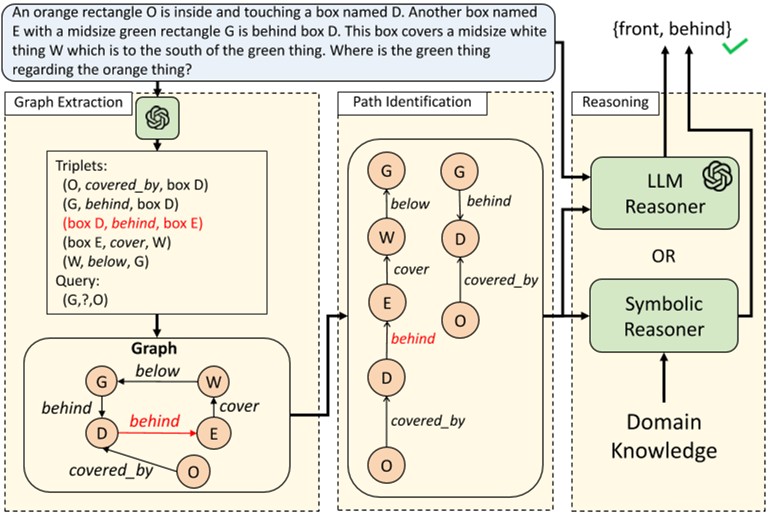 An orange rectangle O is inside and touching a box named D. Another box named
E with a midsize green rectangle G is behind box D. This box covers a midsize white
thing W which is to the south of the green thing. Where is the green thing
regarding the orange thing?
{front, behind}
Graph Extraction
Triplets:
(O, covered_by, box D)
(G, behind, box D)
(box D, behind, box E)
(box E, cover, W)
(W, below, G)
Query:
(G,?,O)
Graph
G
below
W
behind
behind
cover
D
E
covered_by
O
Path Identification
G
below
W
cover
E
behind
D
covered_by
O
G
behind
D
covered_by
O
Reasoning
LLM
Reasoner
OR
Symbolic
Reasoner
Domain
Knowledge